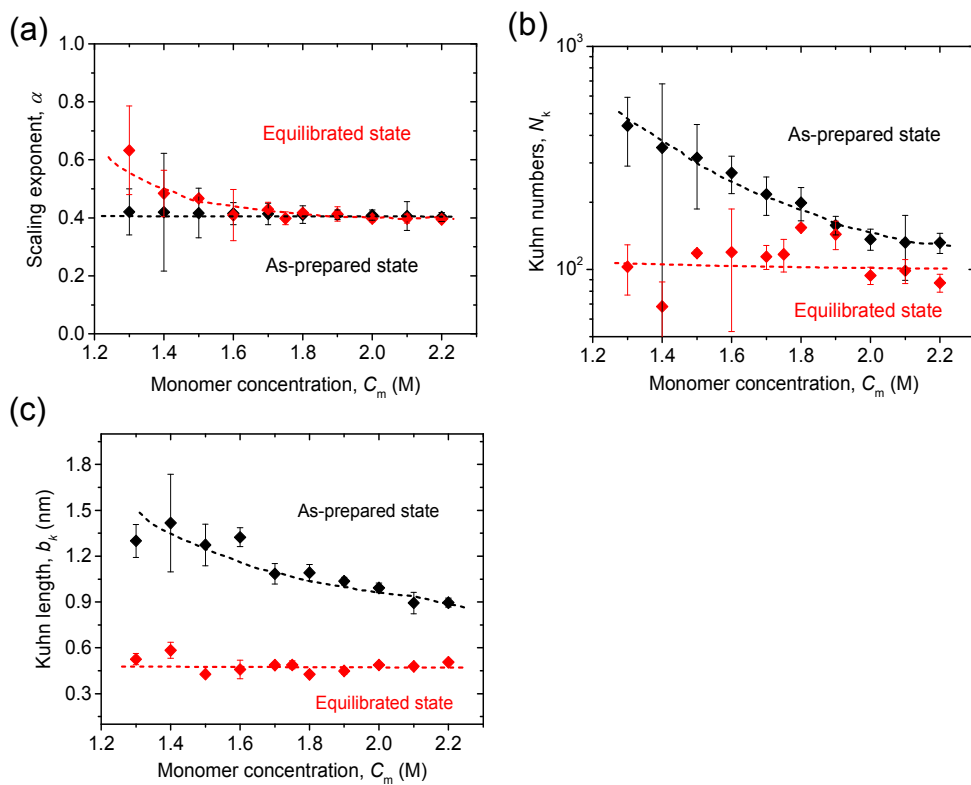 (a)
1.0
0.8
0.6
0.4
0.2
0.0
Scaling exponent, α
Equilibrated state
As-prepared state
1.2 1.4 1.6 1.8 2.0 2.2
Monomer concentration, Cm (M)
(b)
10^3
10^2
Kuhn numbers, Nk
As-prepared state
Equilibrated state
1.2 1.4 1.6 1.8 2.0 2.2
Monomer concentration, Cm (M)
(c)
1.8
1.5
1.2
0.9
0.6
0.3
Kuhn length, bk (nm)
As-prepared state
Equilibrated state
1.2 1.4 1.6 1.8 2.0 2.2
Monomer concentration, Cm (M)